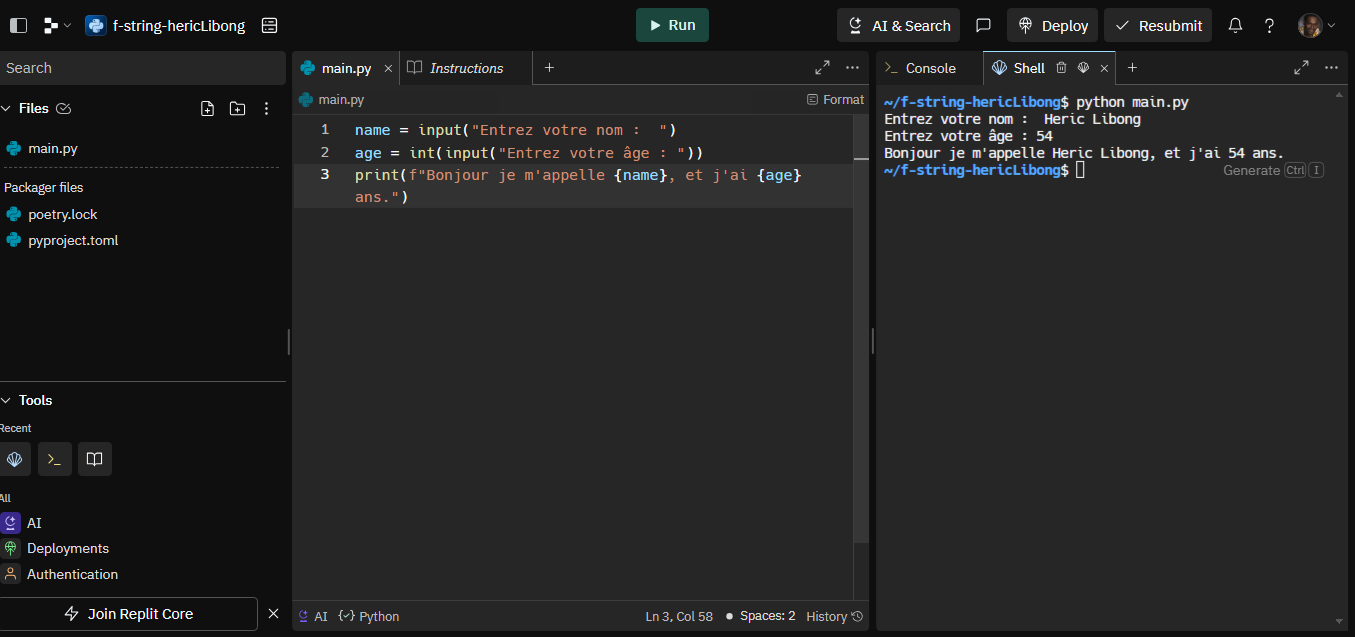 f-string-hericLibong
Run
AI & Search
Deploy
Resubmit
Search
Files
main.py
Packager files
poetry.lock
pyproject.toml
Tools
Recent
All
AI
Deployments
Authentication
Join Replit Core
main.py
Instructions
main.py
Format
1 name = input("Entrez votre nom :  ")
2 age = int(input("Entrez votre âge : "))
3 print(f"Bonjour je m'appelle {name}, et j'ai {age}
ans.")
AI
Python
Ln 3, Col 58
Spaces: 2
History
Console
Shell
~/f-string-hericLibong$ python main.py
Entrez votre nom :  Heric Libong
Entrez votre âge : 54
Bonjour je m'appelle Heric Libong, et j'ai 54 ans.
~/f-string-hericLibong$
Generate Ctrl I